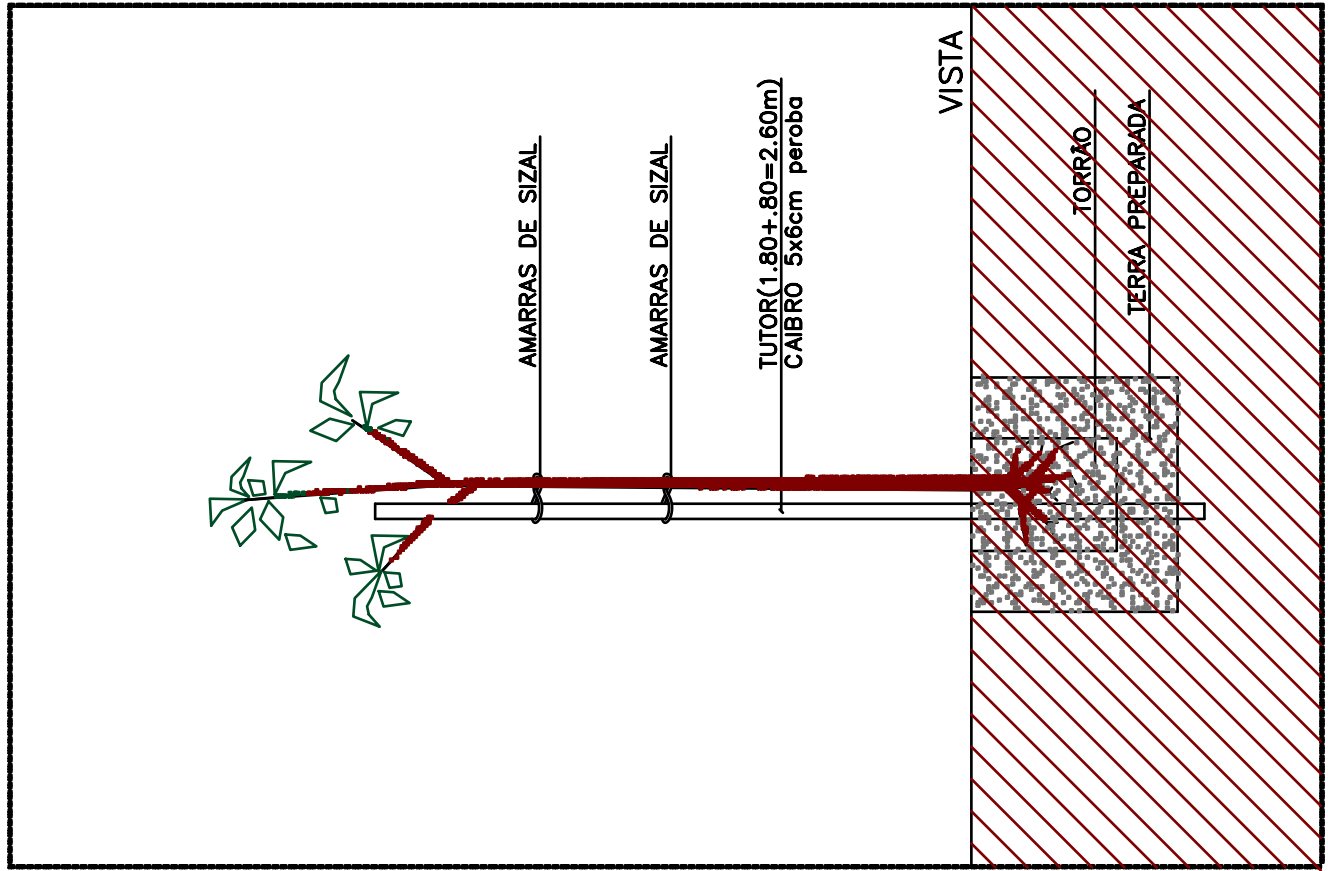 AMARRAS DE SIZAL
AMARRAS DE SIZAL
TUTOR(1.80+.80=2.60m)
CAIBRO 5x6cm peroba
VISTA
TORRÃO
TERRA PREPARADA